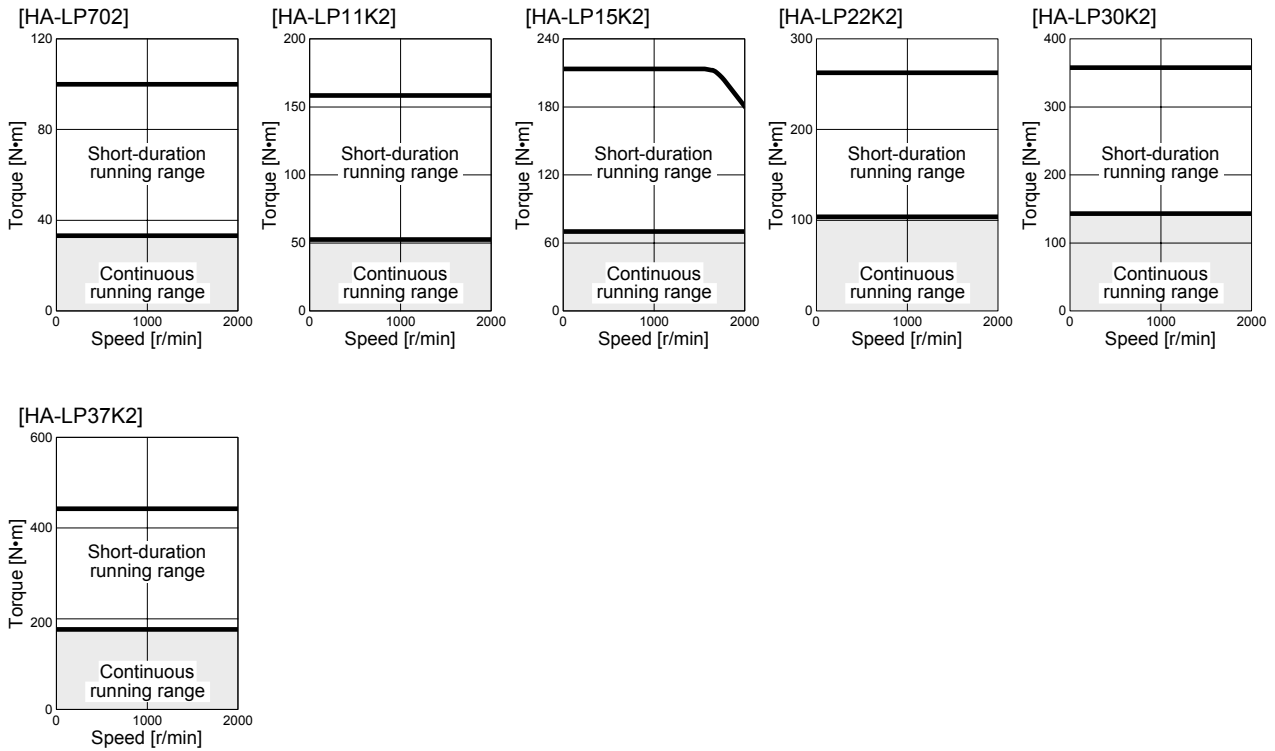 [HA-LP702]
120
80
40
0
Torque [N•m]
Short-duration
running range
Continuous
running range
0 1000 2000
Speed [r/min]
[HA-LP11K2]
200
150
100
50
0
Torque [N•m]
Short-duration
running range
Continuous
running range
0 1000 2000
Speed [r/min]
[HA-LP15K2]
240
180
120
60
0
Torque [N•m]
Short-duration
running range
Continuous
running range
0 1000 2000
Speed [r/min]
[HA-LP22K2]
300
200
100
0
Torque [N•m]
Short-duration
running range
Continuous
running range
0 1000 2000
Speed [r/min]
[HA-LP30K2]
400
300
200
100
0
Torque [N•m]
Short-duration
running range
Continuous
running range
0 1000 2000
Speed [r/min]
[HA-LP37K2]
600
400
200
0
Torque [N•m]
Short-duration
running range
Continuous
running range
0 1000 2000
Speed [r/min]